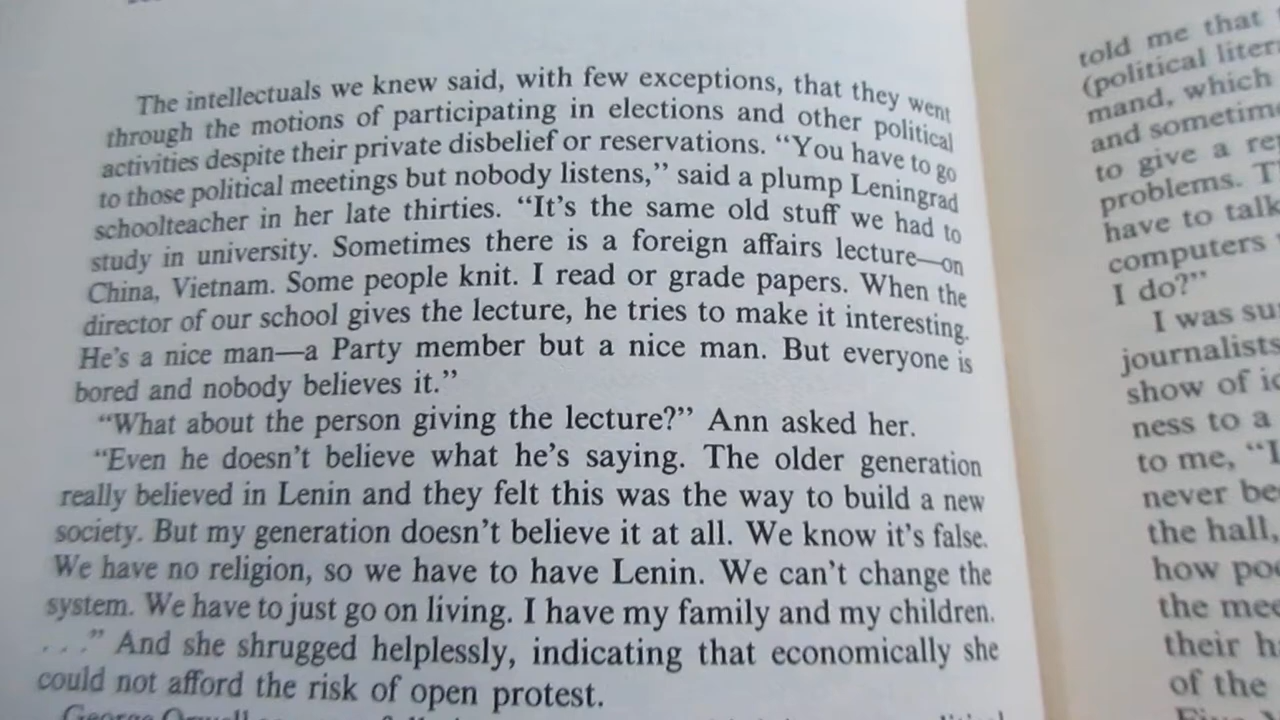 The intellectuals we knew said, with few exceptions, that they went
through the motions of participating in elections and other political
activities despite their private disbelief or reservations. “You have to go
to those political meetings but nobody listens,” said a plump Leningrad
schoolteacher in her late thirties. “It’s the same old stuff we had to
study in university. Sometimes there is a foreign affairs lecture—on
China, Vietnam. Some people knit. I read or grade papers. When the
director of our school gives the lecture, he tries to make it interesting.
He’s a nice man—a Party member but a nice man. But everyone is
bored and nobody believes it.”
“What about the person giving the lecture?” Ann asked her.
“Even he doesn’t believe what he’s saying. The older generation
really believed in Lenin and they felt this was the way to build a new
society. But my generation doesn’t believe it at all. We know it’s false.
We have no religion, so we have to have Lenin. We can’t change the
system. We have to just go on living. I have my family and my children.
. . .” And she shrugged helplessly, indicating that economically she
could not afford the risk of open protest.
George Orwell
told me that
(political liter
mand, which
and sometim
to give a re
problems. T
have to talk
computers
I do?”
I was su
journalists
show of i
ness to a
to me, “I
never be
the hall,
how po
the mee
their h
of the